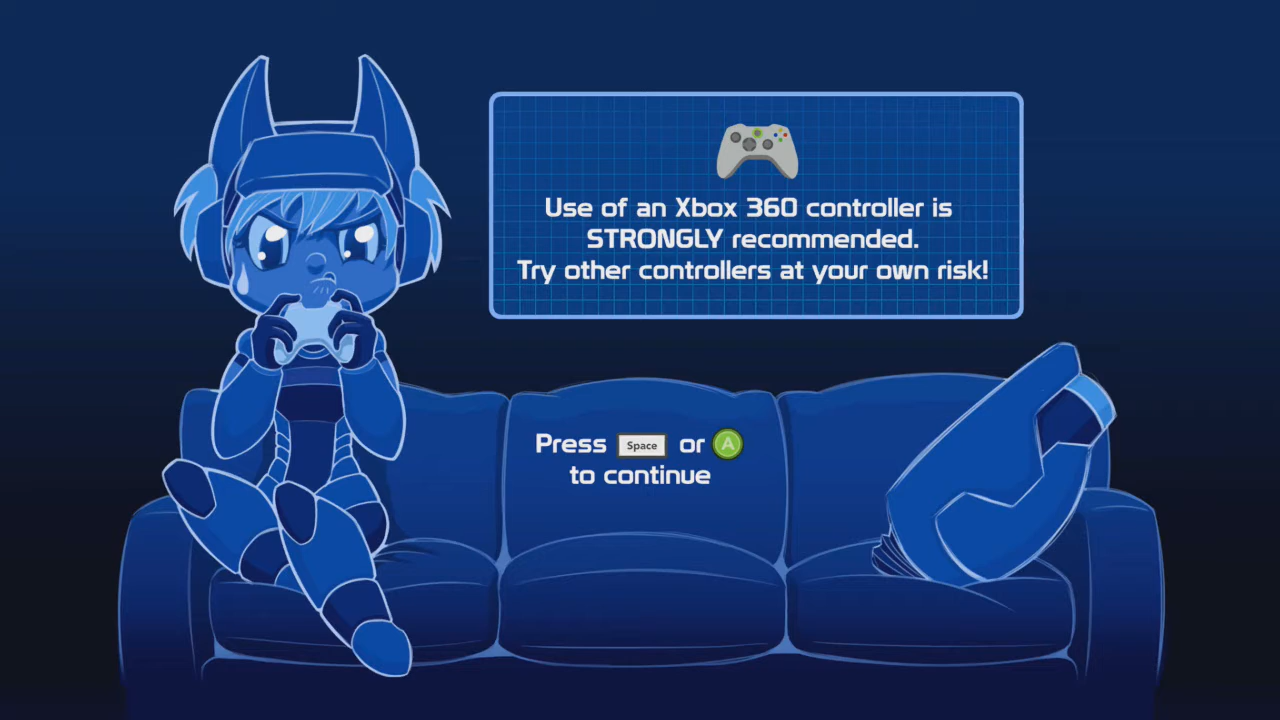 Use of an Xbox 360 controller is
STRONGLY recommended.
Try other controllers at your own risk!
Press Space or A
to continue